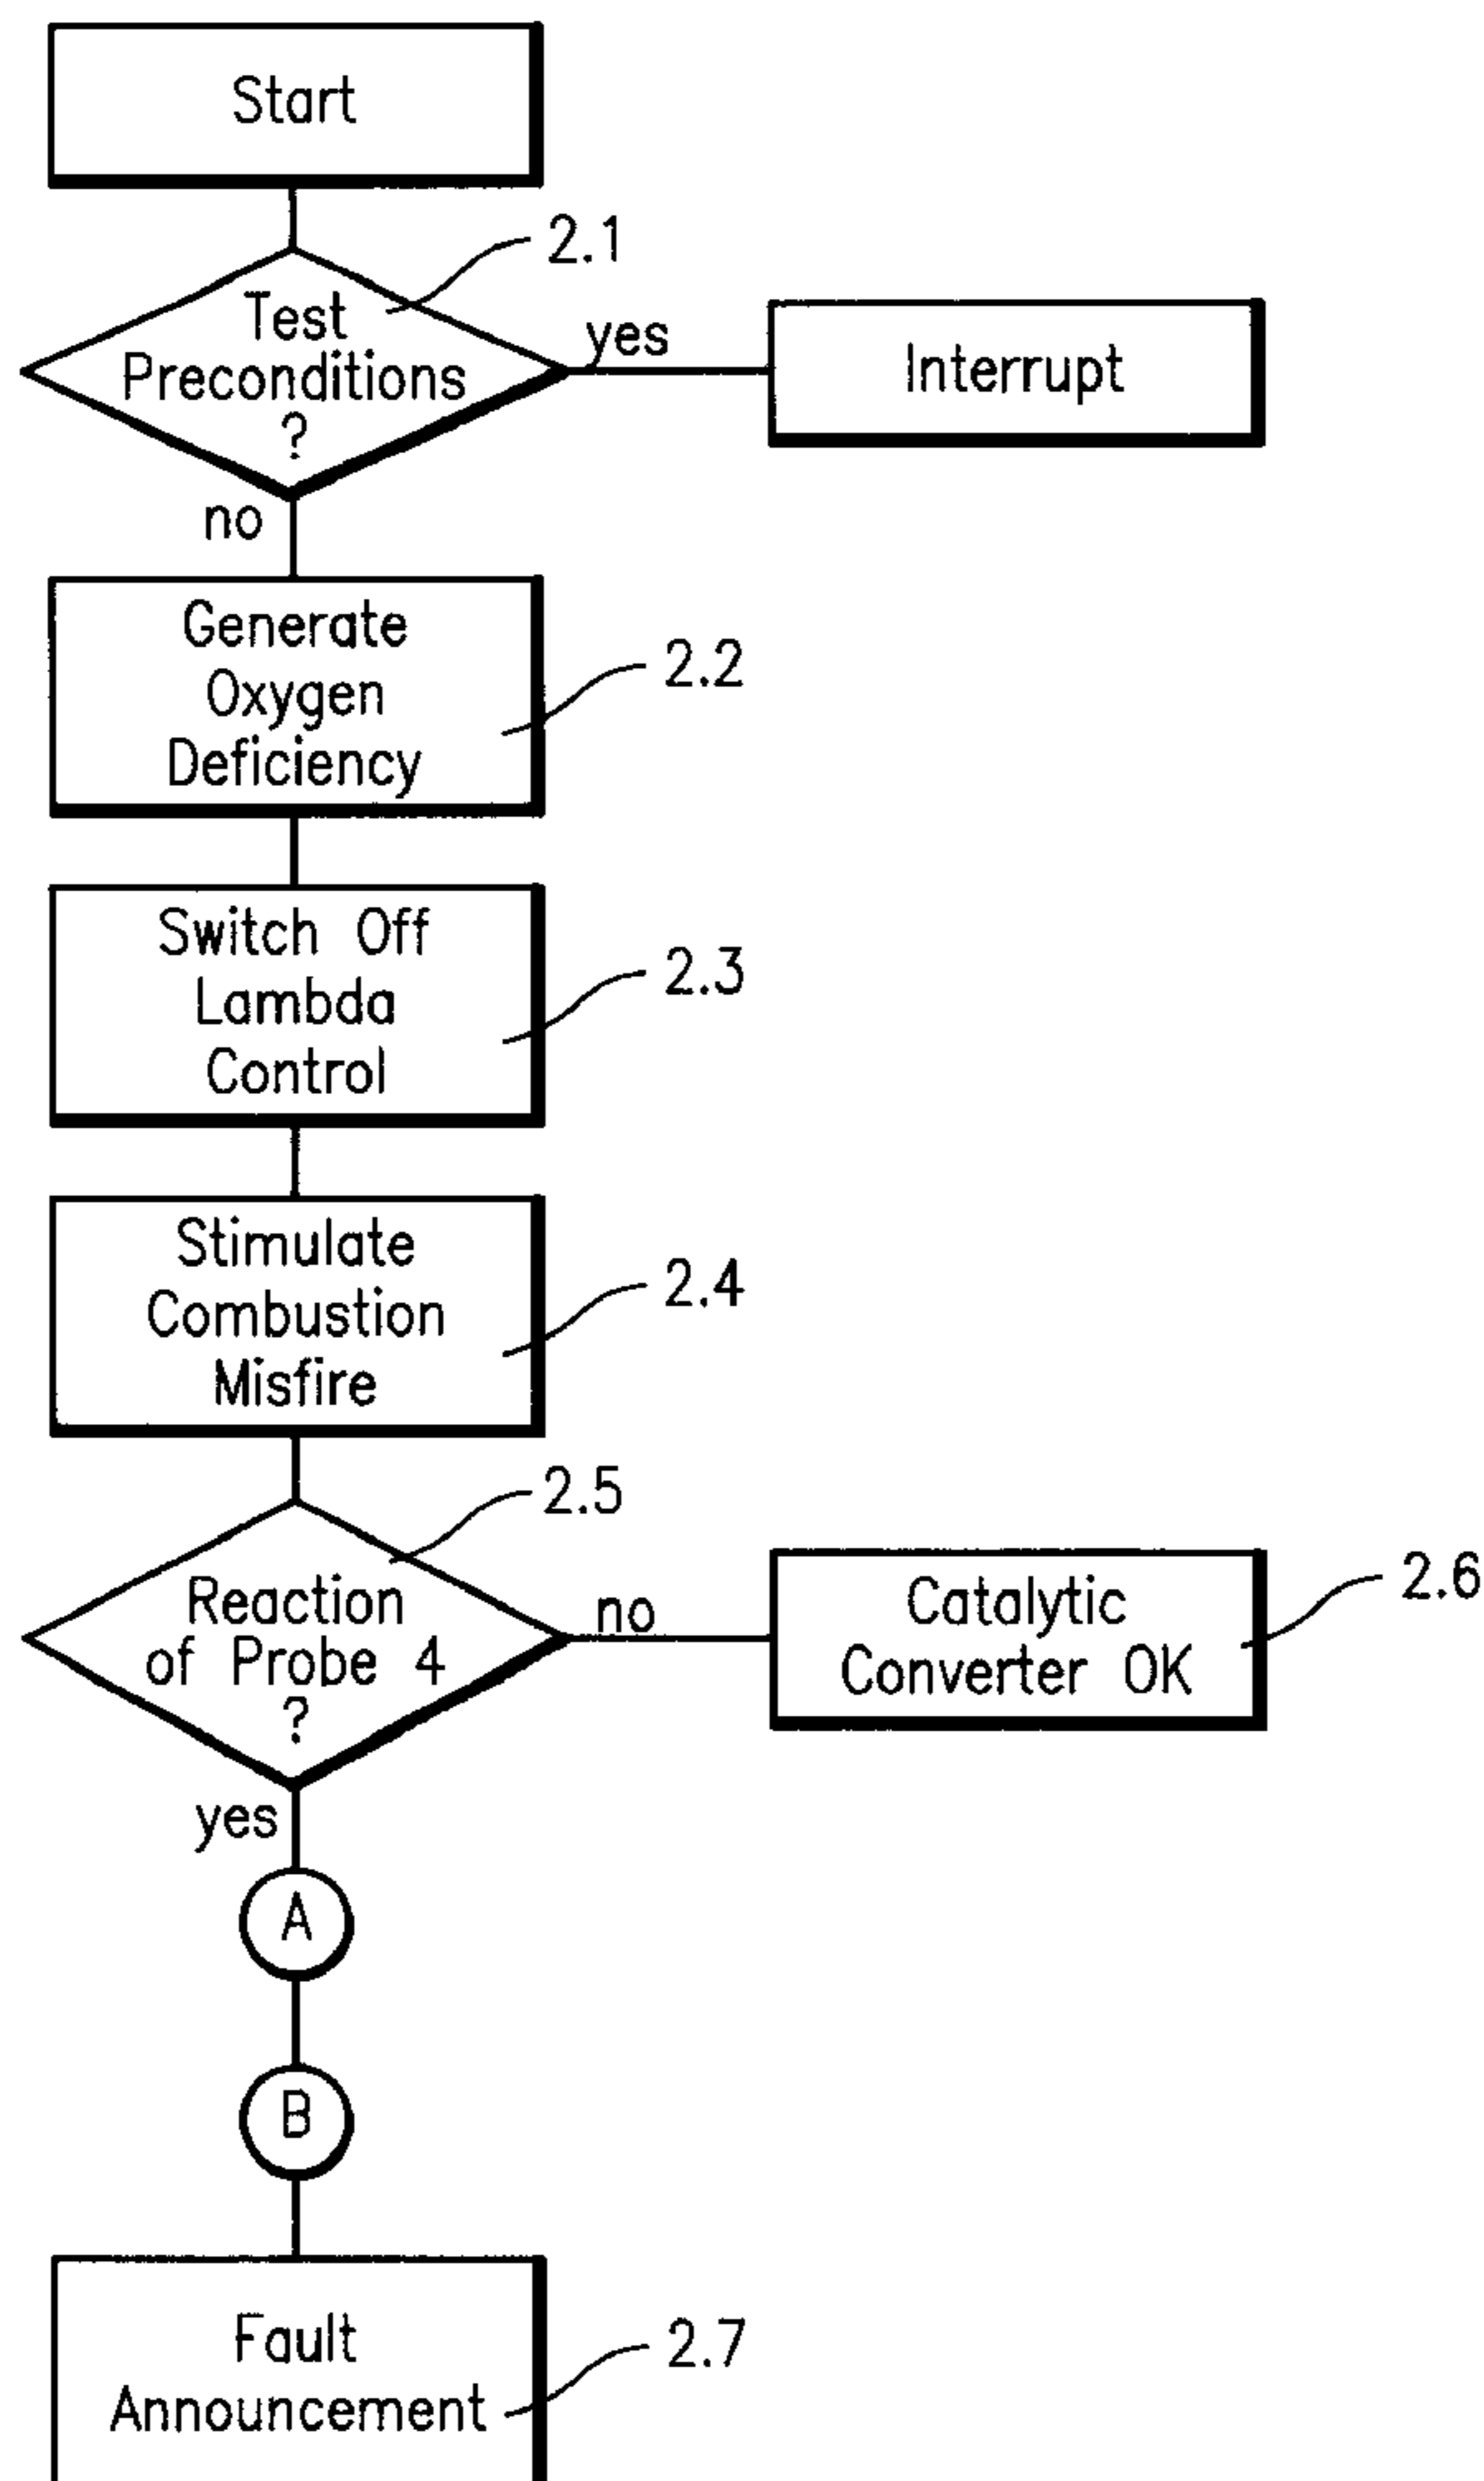 Start
2.1
Test
Preconditions
?
yes
Interrupt
no
Generate
Oxygen
Deficiency
2.2
Switch Off
Lambda
Control
2.3
Stimulate
Combustion
Misfire
2.4
2.5
Reaction
of Probe 4
?
no
Catalytic
Converter OK
2.6
yes
A
B
Fault
Announcement
2.7